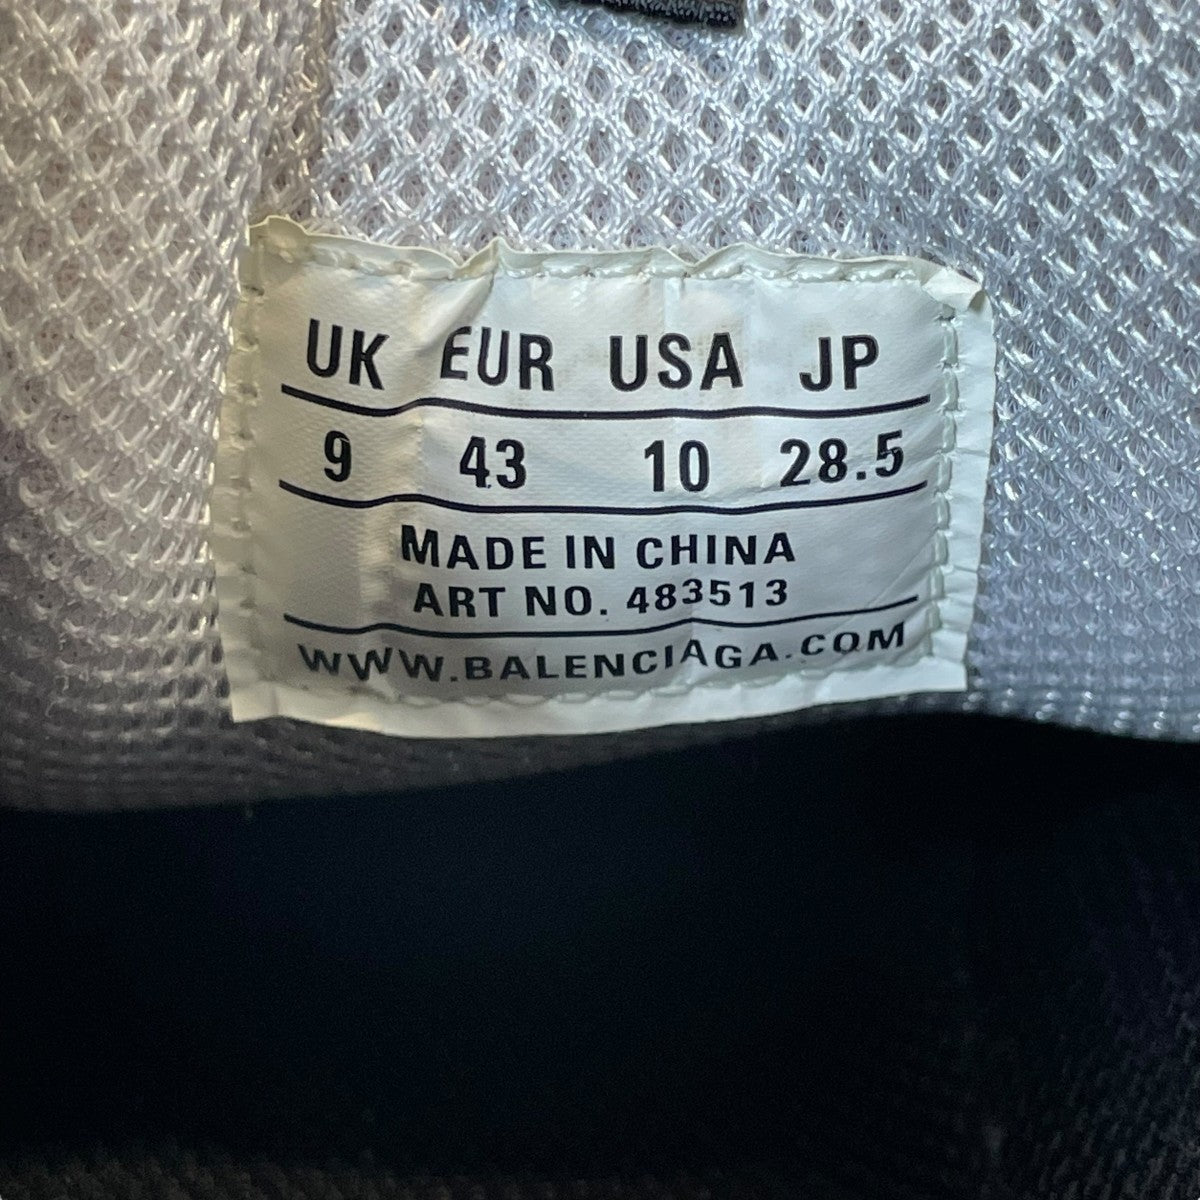 UK EUR USA JP
9 43 10 28.5
MADE IN CHINA
ART NO. 483513
WWW.BALENCIAGA.COM